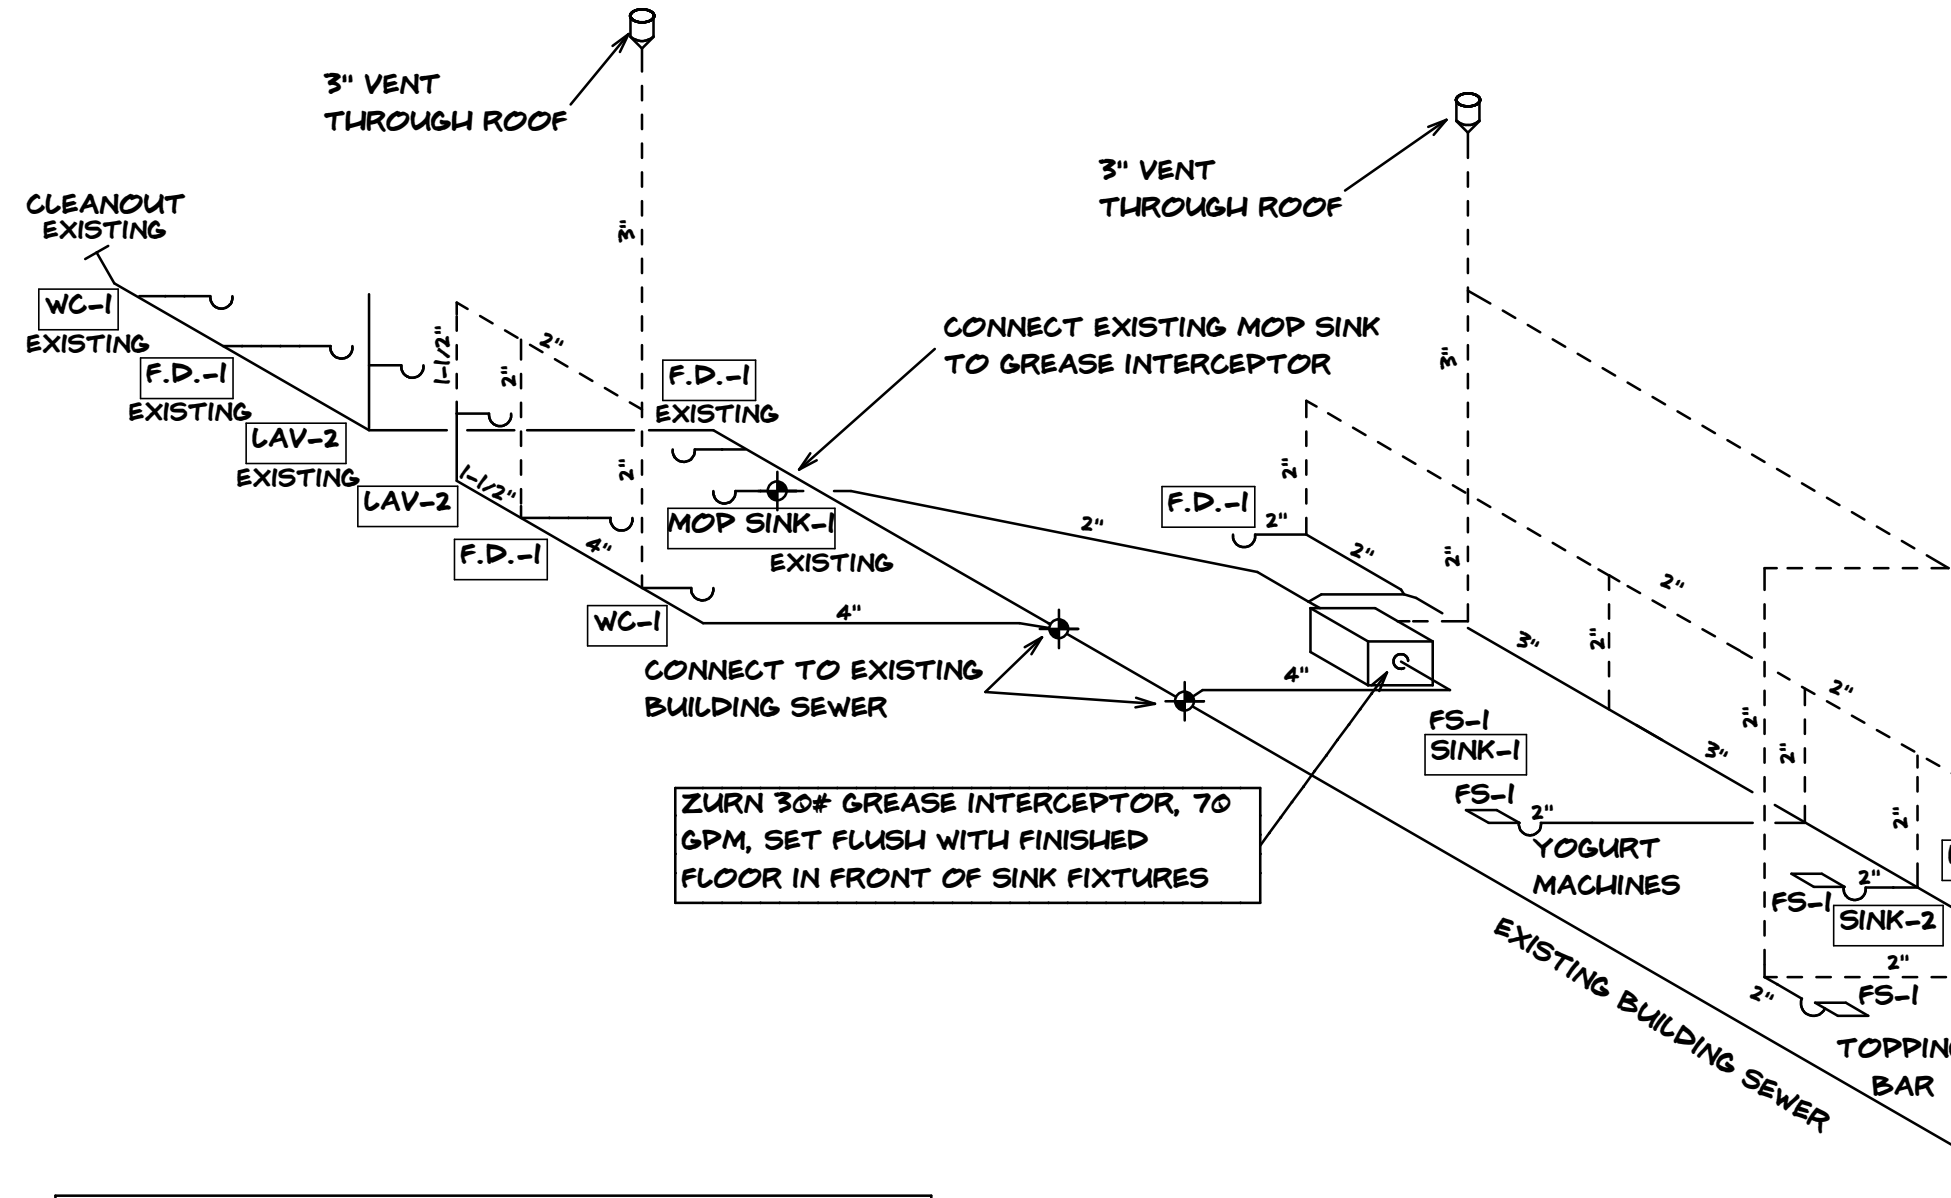 3" VENT
THROUGH ROOF
3" VENT
THROUGH ROOF
CLEANOUT
EXISTING
3"
WC-1
EXISTING
F.D.-1
EXISTING
LAV-2
EXISTING
1-1/2"
2"
2"
F.D.-1
EXISTING
CONNECT EXISTING MOP SINK
TO GREASE INTERCEPTOR
3"
LAV-2
1-1/2"
2"
F.D.-1
4"
MOP SINK-1
EXISTING
2"
F.D.-1
2"
2"
2"
2"
WC-1
4"
CONNECT TO EXISTING
BUILDING SEWER
4"
3"
2"
2"
2"
FS-1
SINK-1
3"
2"
2"
FS-1
2"
YOGURT
MACHINES
2"
ZURN 30# GREASE INTERCEPTOR, 70
GPM, SET FLUSH WITH FINISHED
FLOOR IN FRONT OF SINK FIXTURES
2"
FS-1
SINK-2
EXISTING BUILDING SEWER
2"
2"
FS-1
TOPPING
BAR